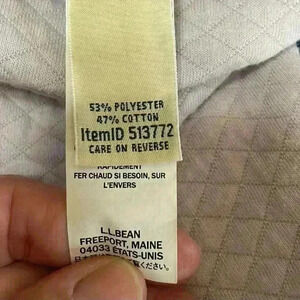 53% POLYESTER
47% COTTON
ItemID 513772
CARE ON REVERSE
RAPIDEMENT
FER CHAUD SI BESOIN, SUR
L'ENVERS
L.L.BEAN
FREEPORT, MAINE
04033 ÉTATS-UNIS